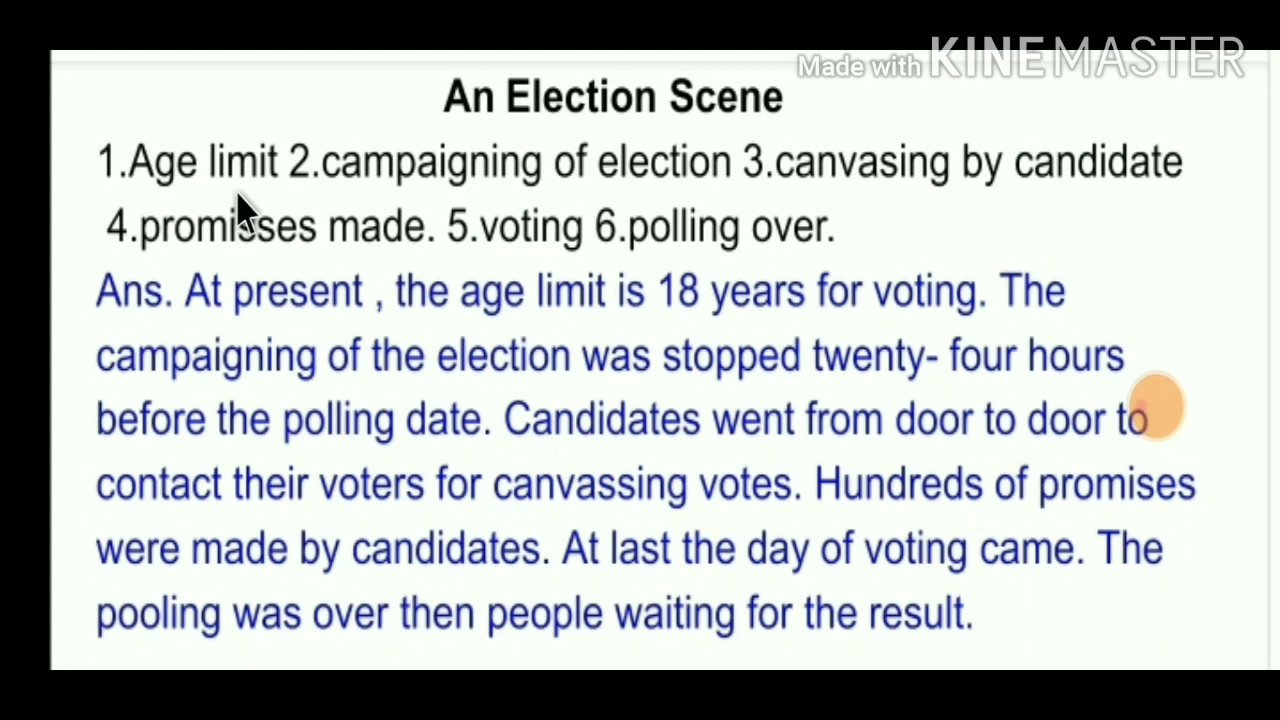 Made with KINEMASTER
An Election Scene
1.Age limit 2.campaigning of election 3.canvasing by candidate
4.promisses made. 5.voting 6.polling over.
Ans. At present , the age limit is 18 years for voting. The
campaigning of the election was stopped twenty- four hours
before the polling date. Candidates went from door to door to
contact their voters for canvassing votes. Hundreds of promises
were made by candidates. At last the day of voting came. The
pooling was over then people waiting for the result.